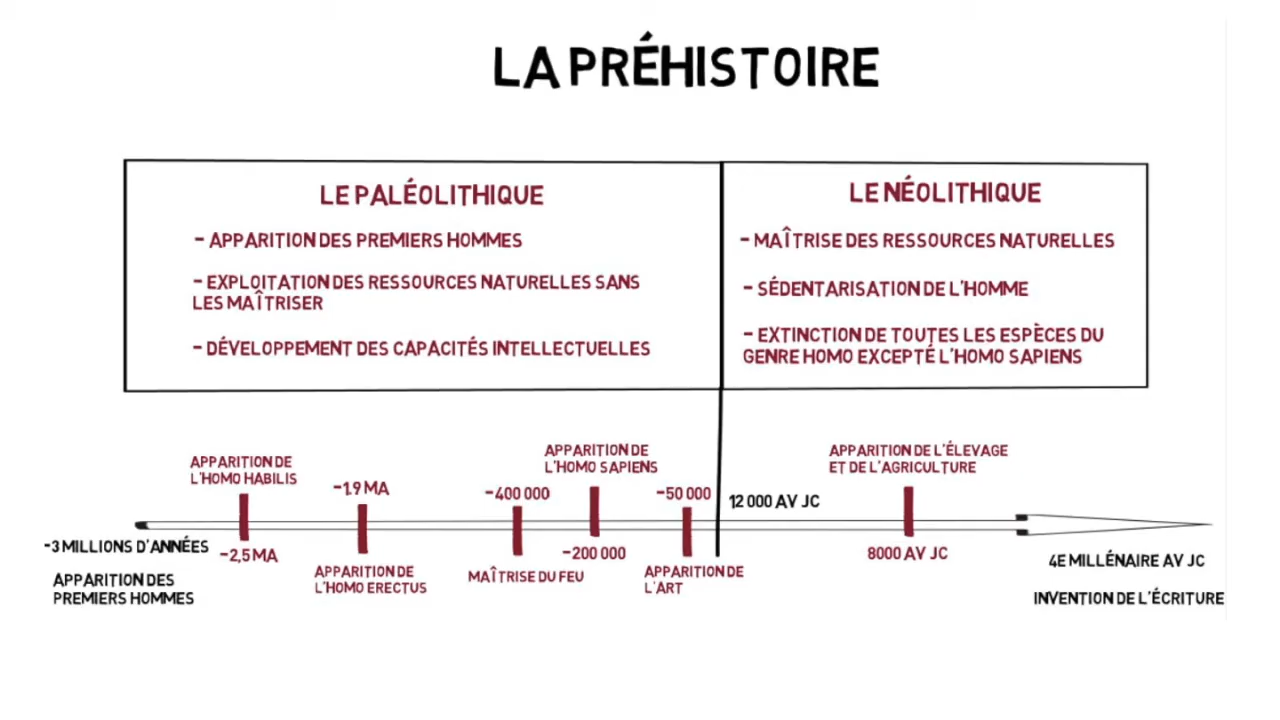 LA PRÉHISTOIRE
LE PALÉOLITHIQUE
- APPARITION DES PREMIERS HOMMES
- EXPLOITATION DES RESSOURCES NATURELLES SANS
LES MAÎTRISER
- DÉVELOPPEMENT DES CAPACITÉS INTELLECTUELLES
LE NÉOLITHIQUE
- MAÎTRISE DES RESSOURCES NATURELLES
- SÉDENTARISATION DE L'HOMME
- EXTINCTION DE TOUTES LES ESPÈCES DU
GENRE HOMO EXCEPTÉ L'HOMO SAPIENS
-3 MILLIONS D'ANNÉES
APPARITION DES
PREMIERS HOMMES
APPARITION DE
L'HOMO HABILIS
-2,5 MA
-1.9 MA
APPARITION DE
L'HOMO ERECTUS
-400 000
MAÎTRISE DU FEU
APPARITION DE
L'HOMO SAPIENS
-200 000
-50 000
APPARITION DE
L'ART
12 000 AV JC
APPARITION DE L'ÉLEVAGE
ET DE L'AGRICULTURE
8000 AV JC
4E MILLÉNAIRE AV JC
INVENTION DE L'ÉCRITURE